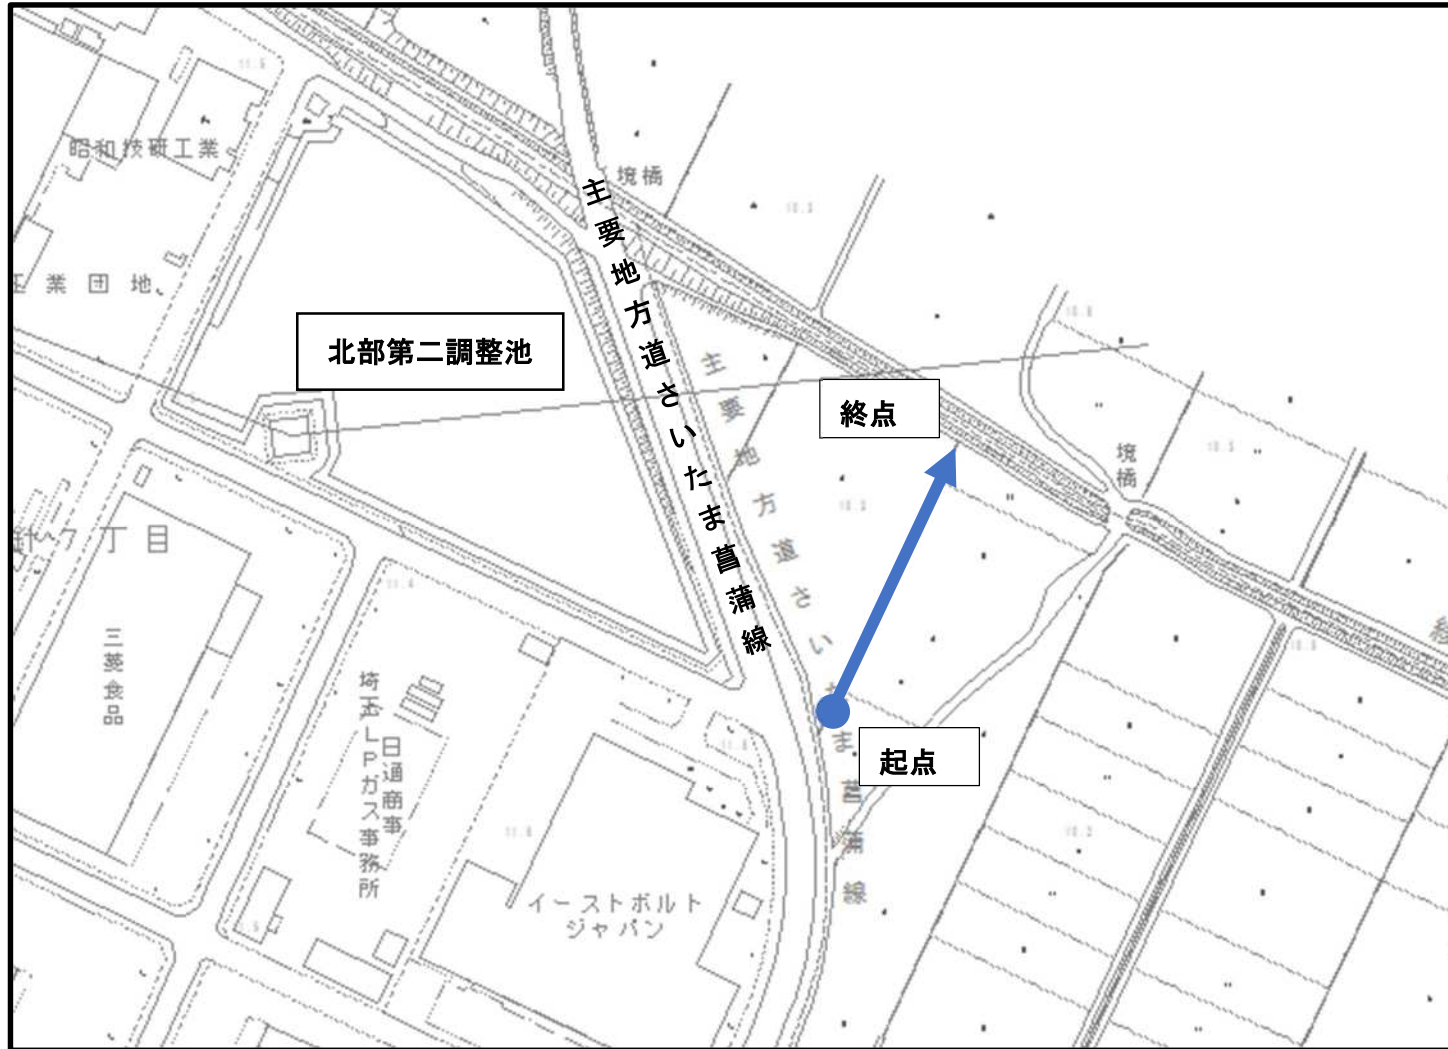 昭和技研工業
境橋
業団地
主要地方道さいたま菖蒲線
北部第二調整池
主要地方道さいたま菖蒲線
終点
境橋
丁目
三菱食品
埼玉LPガス事務所
日通商事
起点
イーストボルト
ジャパン